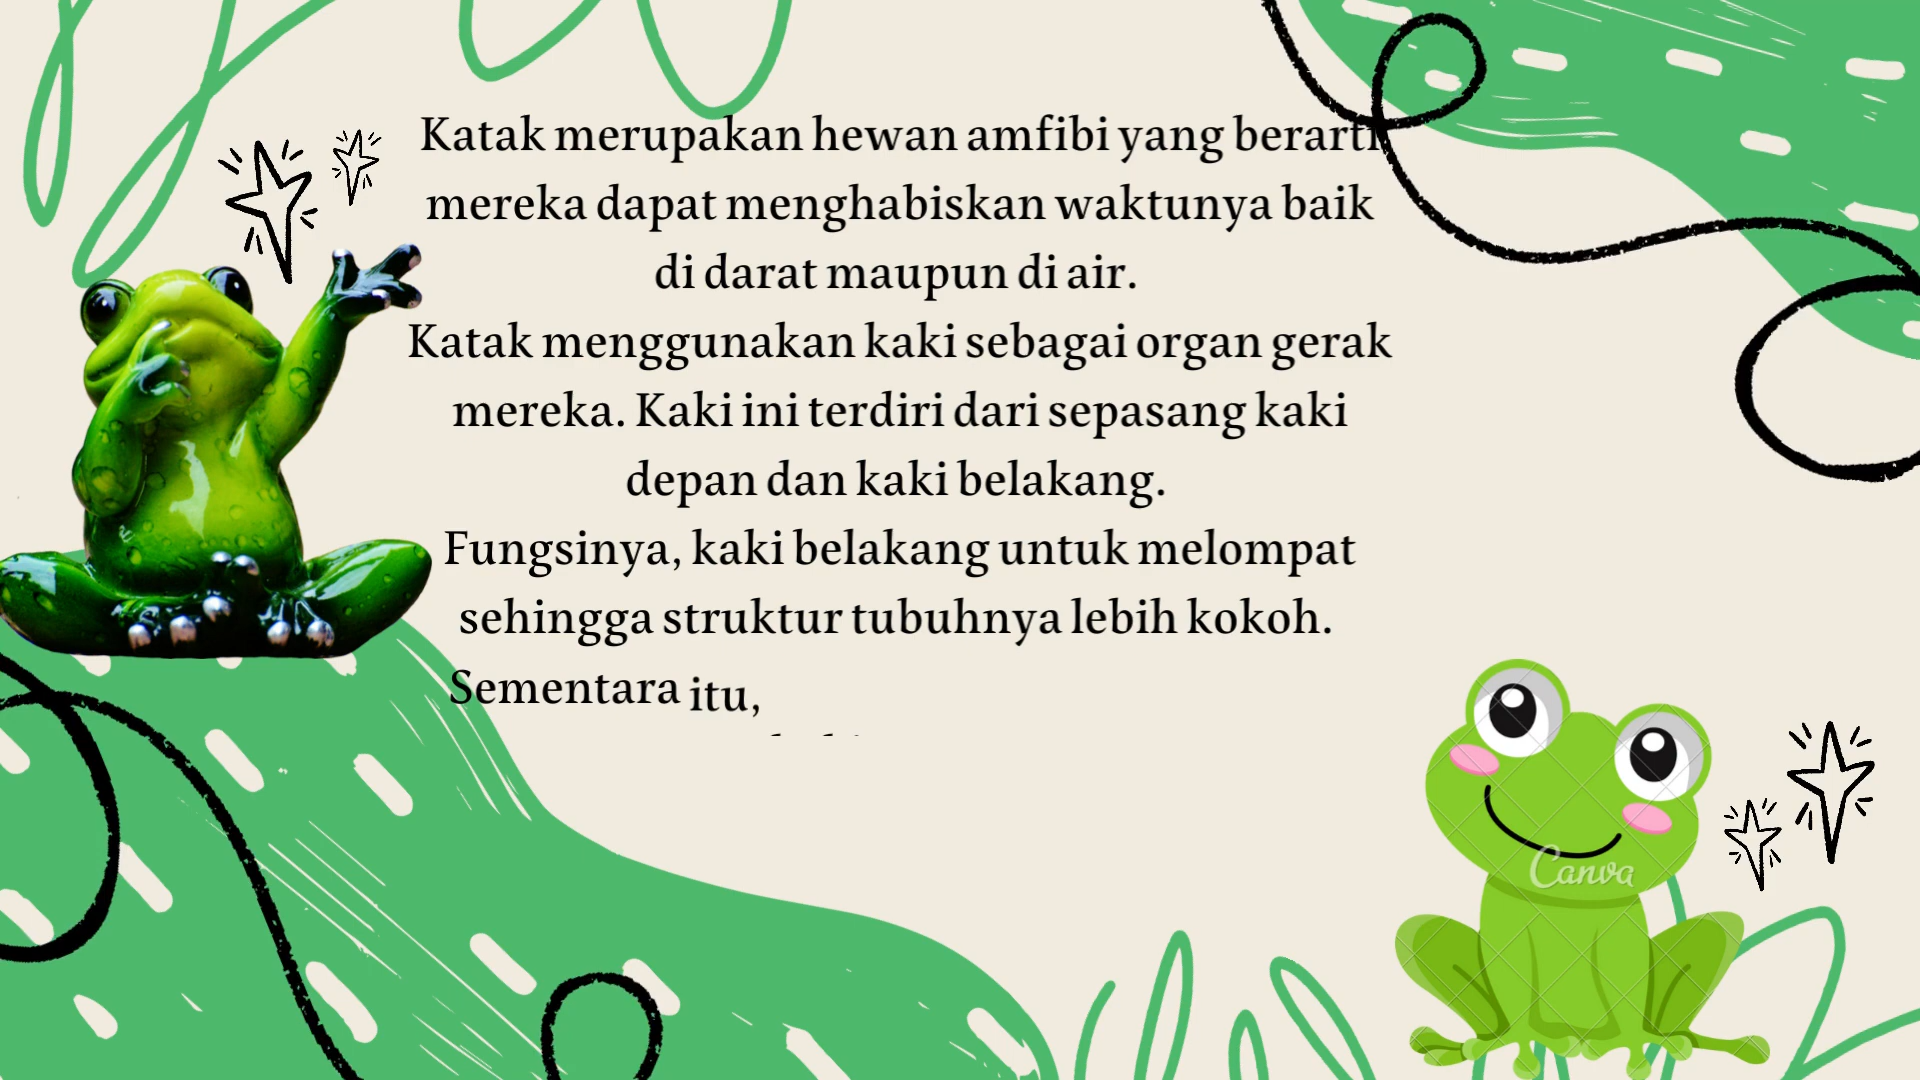 Katak merupakan hewan amfibi yang berarti
mereka dapat menghabiskan waktunya baik
di darat maupun di air.
Katak menggunakan kaki sebagai organ gerak
mereka. Kaki ini terdiri dari sepasang kaki
depan dan kaki belakang.
Fungsinya, kaki belakang untuk melompat
sehingga struktur tubuhnya lebih kokoh.
Sementara itu,
Canva